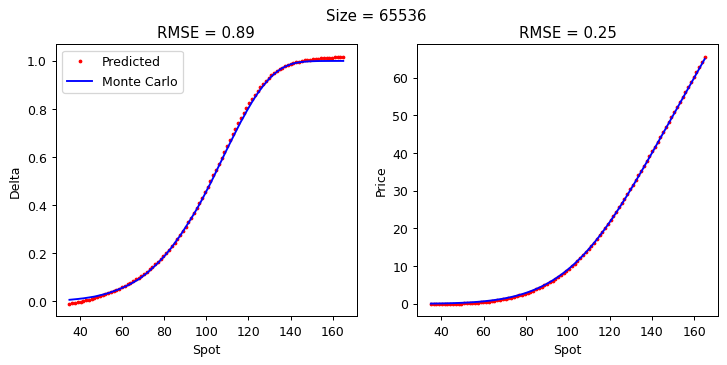 Size = 65536
RMSE = 0.89
Predicted
Monte Carlo
Delta
1.0
0.8
0.6
0.4
0.2
0.0
40 60 80 100 120 140 160
Spot
RMSE = 0.25
Price
60
50
40
30
20
10
0
40 60 80 100 120 140 160
Spot